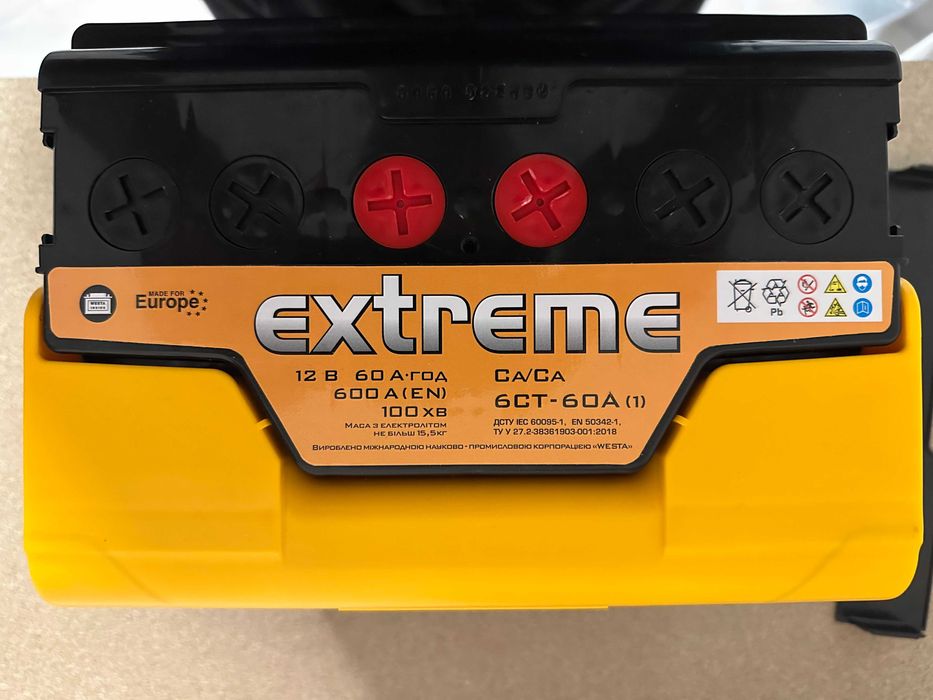 WESTA
MADE FOR
Europe
extreme
Pb
12 В 60 А·год
600 А (EN)
100 хв
Маса з електролітом
не більш 15,5кг
Ca/Ca
6СТ-60А (1)
ДСТУ IEC 60095-1, EN 50342-1,
ТУ У 27.2-38361903-001:2018
Вироблено міжнародною науково - промисловою корпорацією «WESTA»